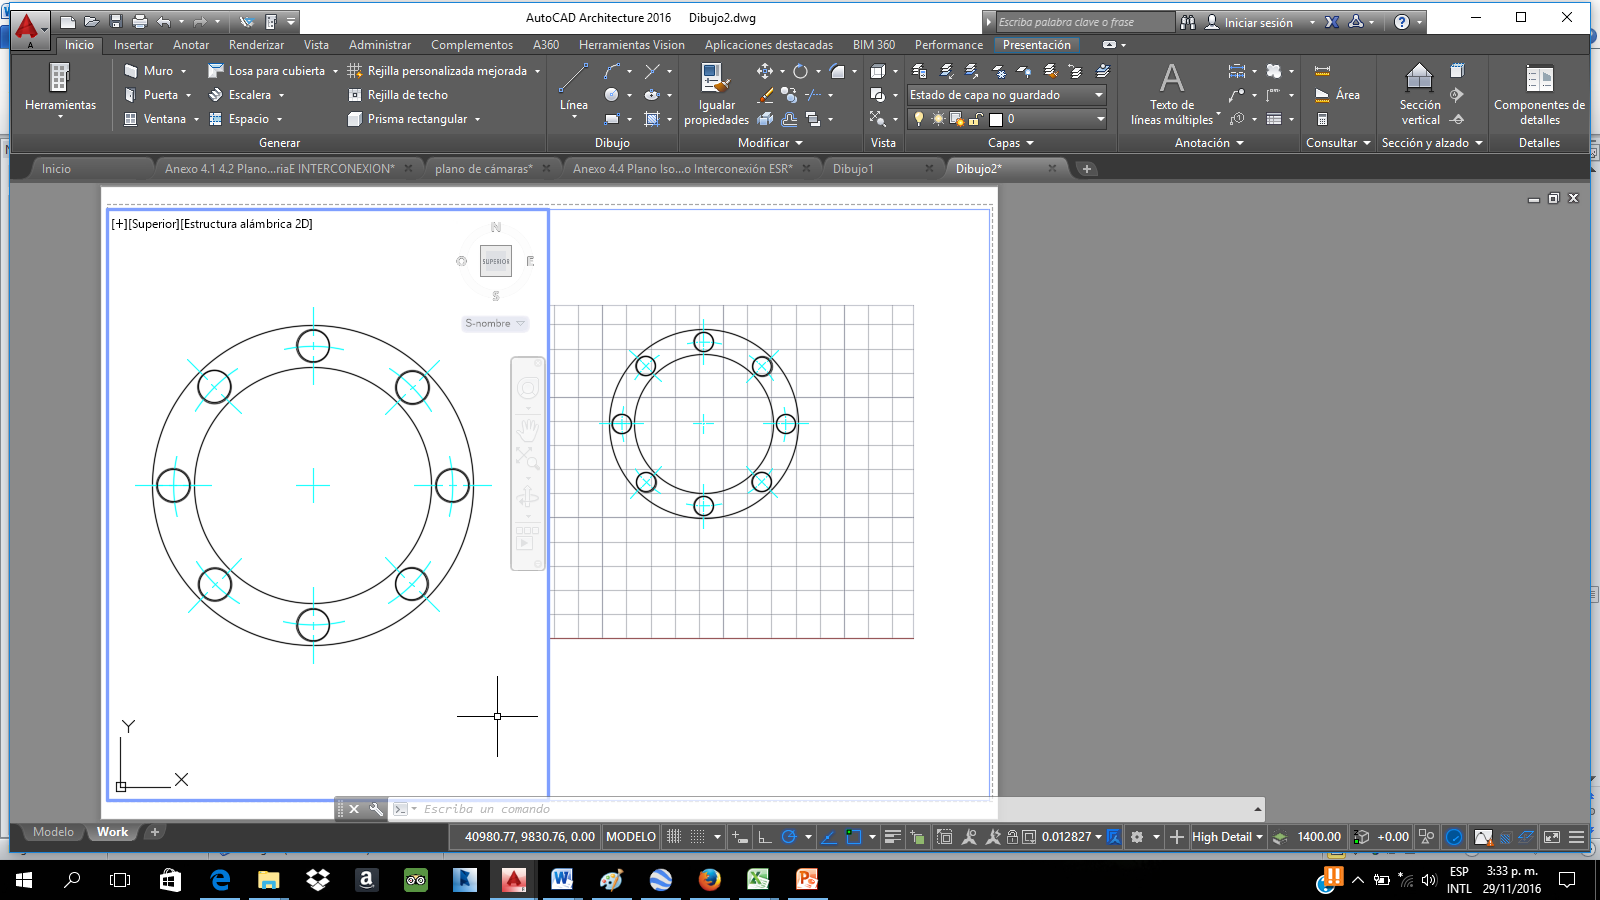 AutoCAD Architecture 2016 Dibujo2.dwg
Escriba palabra clave o frase
Iniciar sesión
A
Inicio Insertar Anotar Renderizar Vista Administrar Complementos A360 Herramientas Vision Aplicaciones destacadas BIM 360 Performance Presentación
Herramientas
Muro Losa para cubierta Rejilla personalizada mejorada
Puerta Escalera Rejilla de techo
Ventana Espacio Prisma rectangular
Generar
Línea
Dibujo
Igualar
propiedades
Modificar
Vista
Estado de capa no guardado
0
Capas
Texto de
líneas múltiples
Anotación
Área
Consultar
Sección
vertical
Sección y alzado
Componentes de
detalles
Detalles
Inicio Anexo 4.1 4.2 Plano...riaE INTERCONEXION* plano de cámaras* Anexo 4.4 Plano Iso...o Interconexión ESR* Dibujo1 Dibujo2*
[+][Superior][Estructura alámbrica 2D]
N
O SUPERIOR E
S
S-nombre
Y
X
Escriba un comando
Modelo Work
40980.77, 9830.76, 0.00 MODELO 0.012827 High Detail 1400.00 +0.00
ESP
INTL
3:33 p. m.
29/11/2016